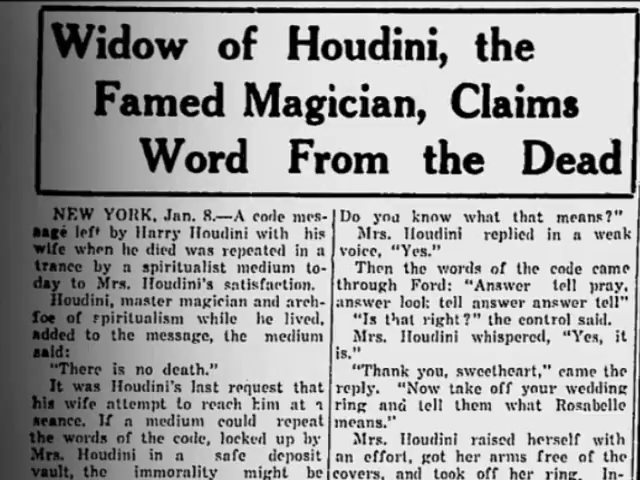 Widow of Houdini, the
Famed Magician, Claims
Word From the Dead
NEW YORK, Jan. 8.—A code mes-
sage left by Harry Houdini with his
wife when he died was repeated in a
trance by a spiritualist medium to-
day to Mrs. Houdini's satisfaction.
Houdini, master magician and arch-
foe of spiritualism while he lived,
added to the message, the medium
said:
"There is no death."
It was Houdini's last request that
his wife attempt to reach him at a
seance. If a medium could repeat
the words of the code, locked up by
Mrs. Houdini in a safe deposit
vault, the immorality might be
Do you know what that means?"
Mrs. Houdini replied in a weak
voice, "Yes."
Then the words of the code came
through Ford: "Answer tell pray,
answer look tell answer answer tell"
"Is that right?" the control said.
Mrs. Houdini whispered, "Yes, it
is."
"Thank you, sweetheart," came the
reply. "Now take off your wedding
ring and tell them what Rosabelle
means."
Mrs. Houdini raised herself with
an effort, got her arms free of the
covers, and took off her ring. In-